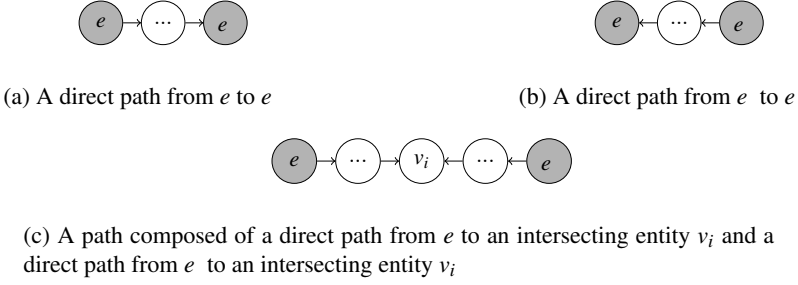 e ... e
e ... e
(a) A direct path from e to e
(b) A direct path from e to e
e ... v_i ... e
(c) A path composed of a direct path from e to an intersecting entity v_i and a
direct path from e to an intersecting entity v_i